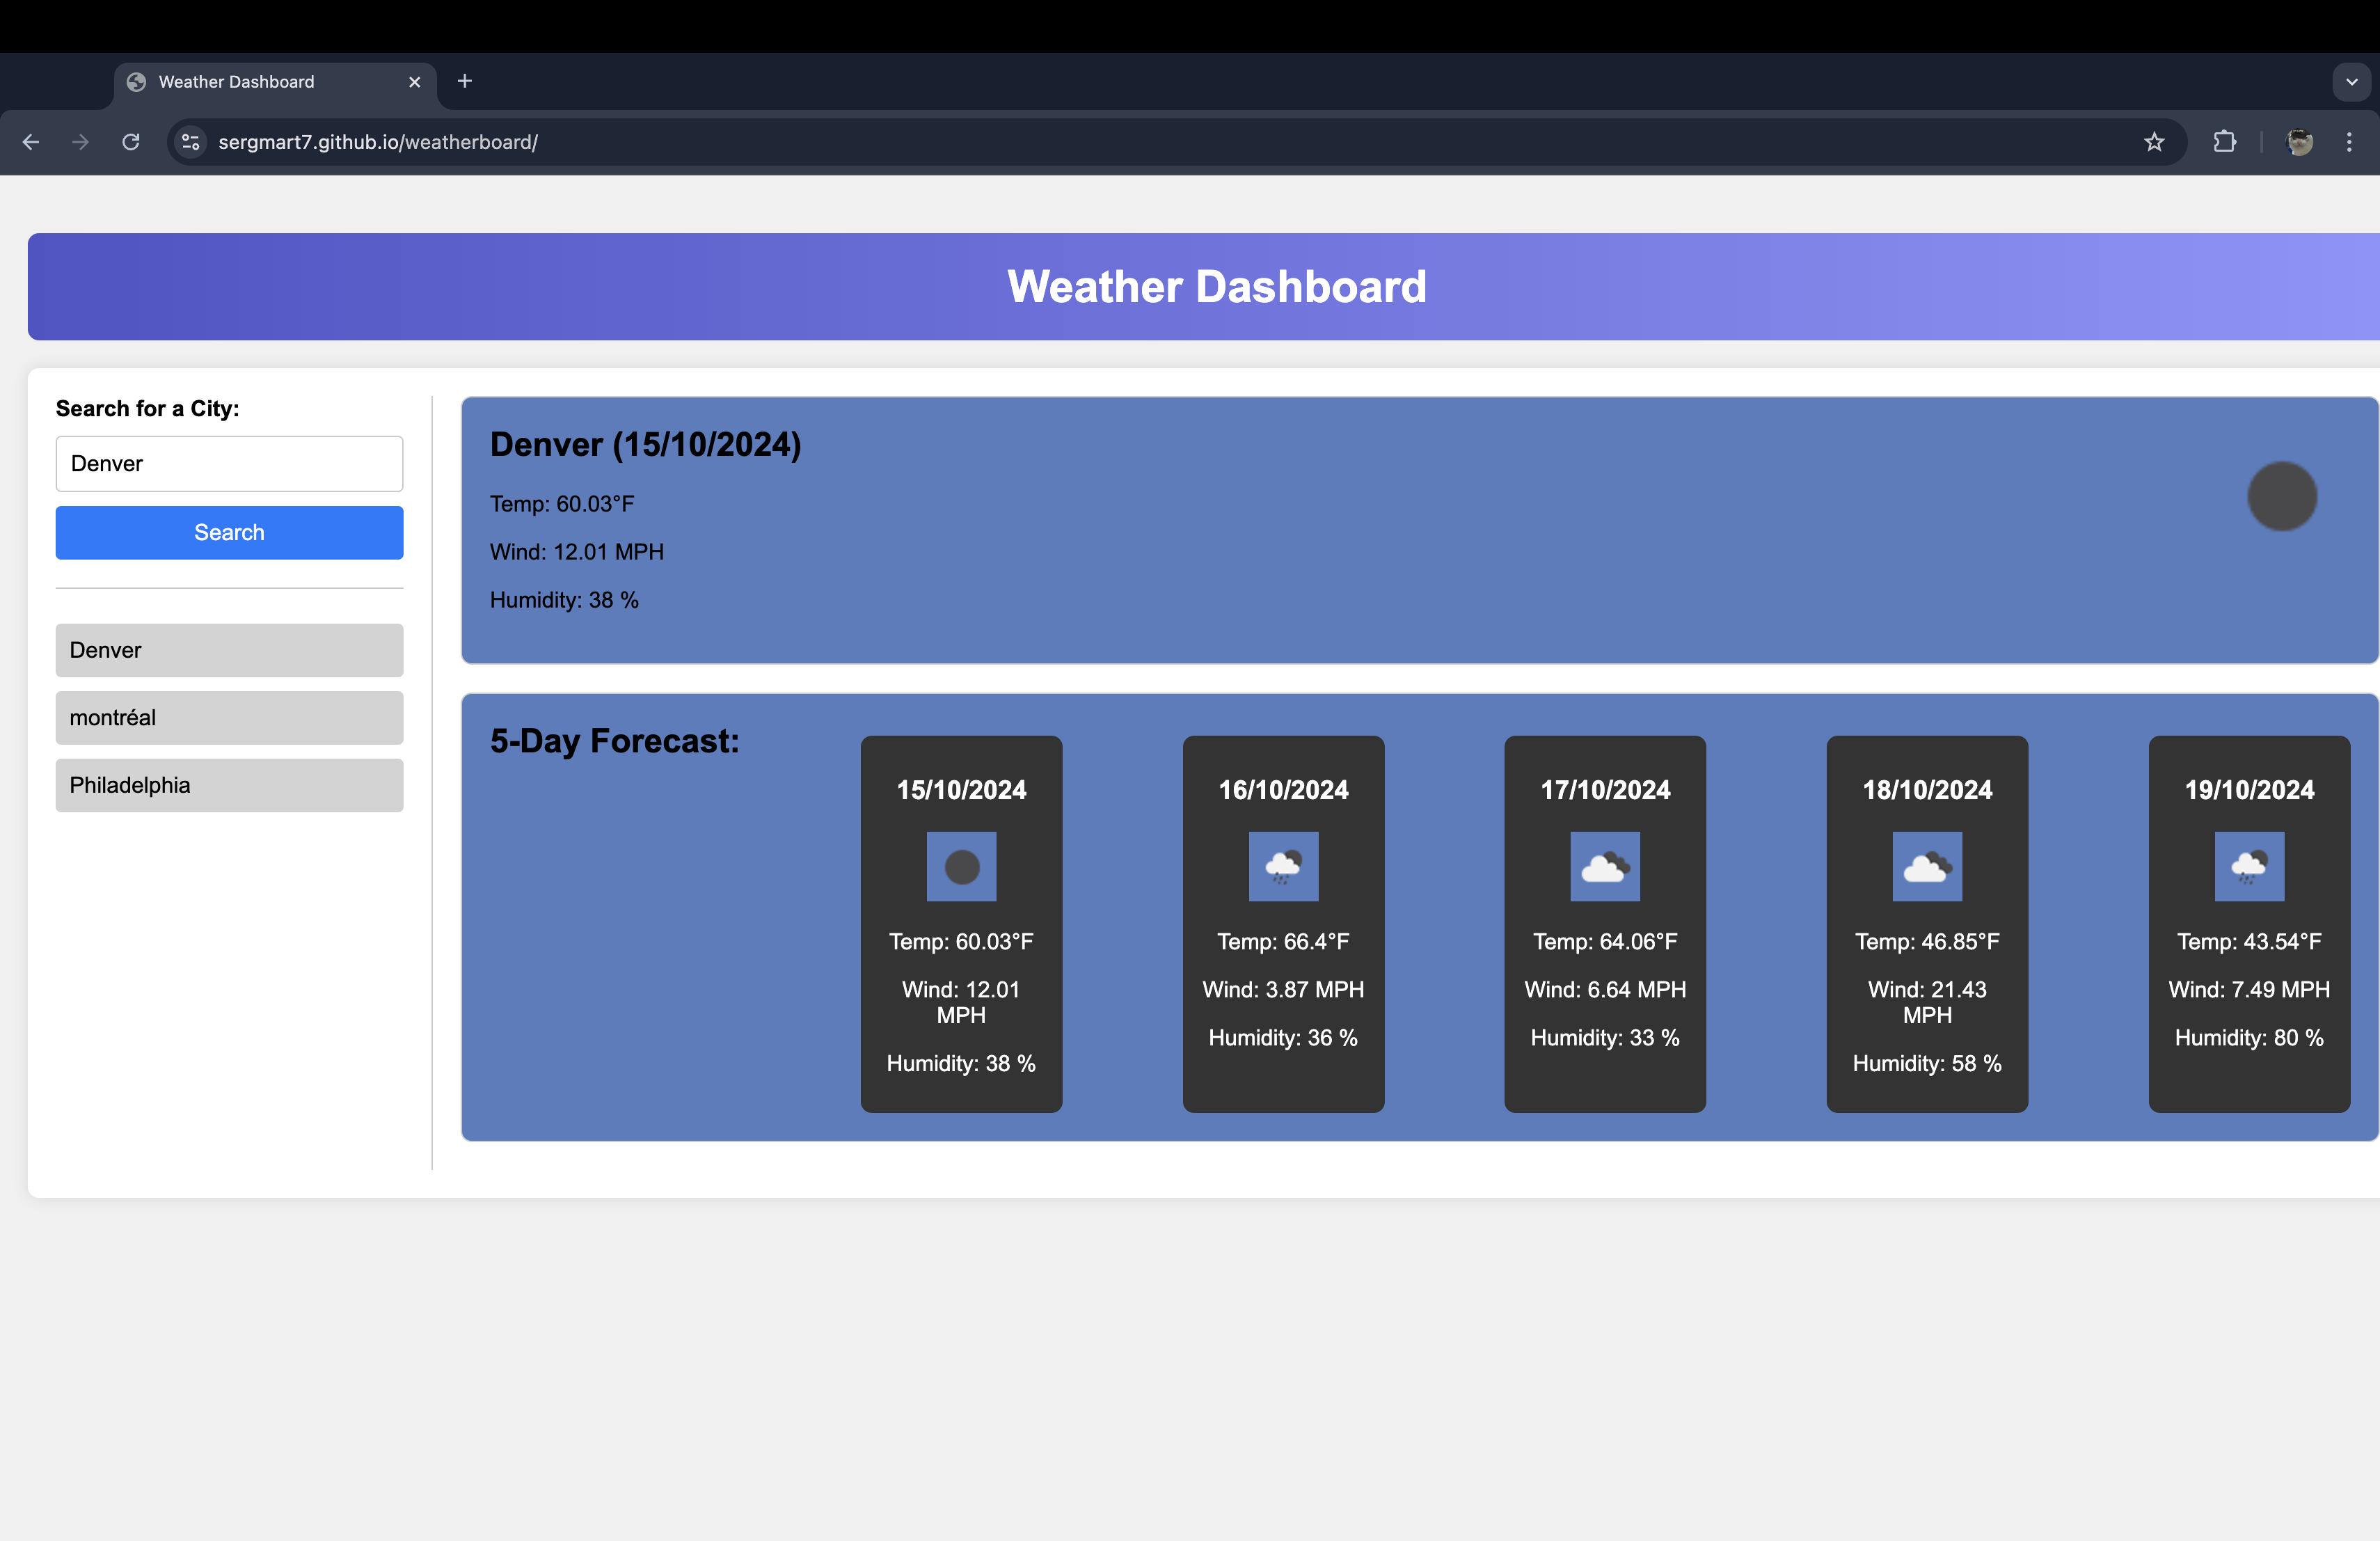 Weather Dashboard
sergmart7.github.io/weatherboard/
Weather Dashboard
Search for a City:
Denver
Search
Denver
montréal
Philadelphia
Denver (15/10/2024)
Temp: 60.03°F
Wind: 12.01 MPH
Humidity: 38 %
5-Day Forecast:
15/10/2024
Temp: 60.03°F
Wind: 12.01
MPH
Humidity: 38 %
16/10/2024
Temp: 66.4°F
Wind: 3.87 MPH
Humidity: 36 %
17/10/2024
Temp: 64.06°F
Wind: 6.64 MPH
Humidity: 33 %
18/10/2024
Temp: 46.85°F
Wind: 21.43
MPH
Humidity: 58 %
19/10/2024
Temp: 43.54°F
Wind: 7.49 MPH
Humidity: 80 %